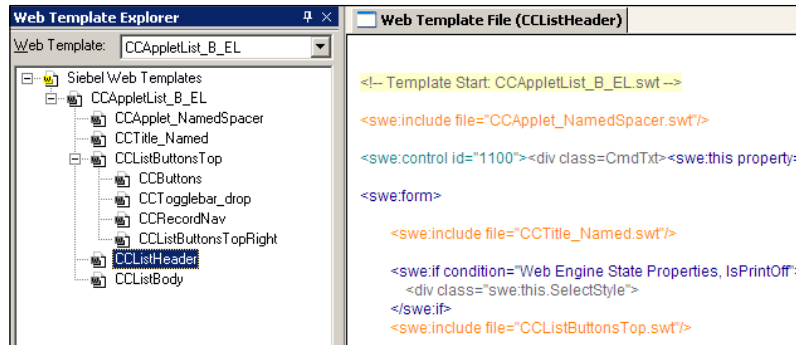 Web Template Explorer
Web Template: CCAppletList_B_EL
Siebel Web Templates
CCAppletList_B_EL
CCApplet_NamedSpacer
CCTitle_Named
CCListButtonsTop
CCButtons
CCTogglebar_drop
CCRecordNav
CCListButtonsTopRight
CCListHeader
CCListBody
Web Template File (CCListHeader)
<!-- Template Start: CCAppletList_B_EL.swt -->
<swe:include file="CCApplet_NamedSpacer.swt"/>
<swe:control id="1100"><div class=CmdTxt><swe:this property=
<swe:form>
<swe:include file="CCTitle_Named.swt"/>
<swe:if condition="Web Engine State Properties, IsPrintOff"
<div class="swe:this.SelectStyle">
</swe:if>
<swe:include file="CCListButtonsTop.swt"/>